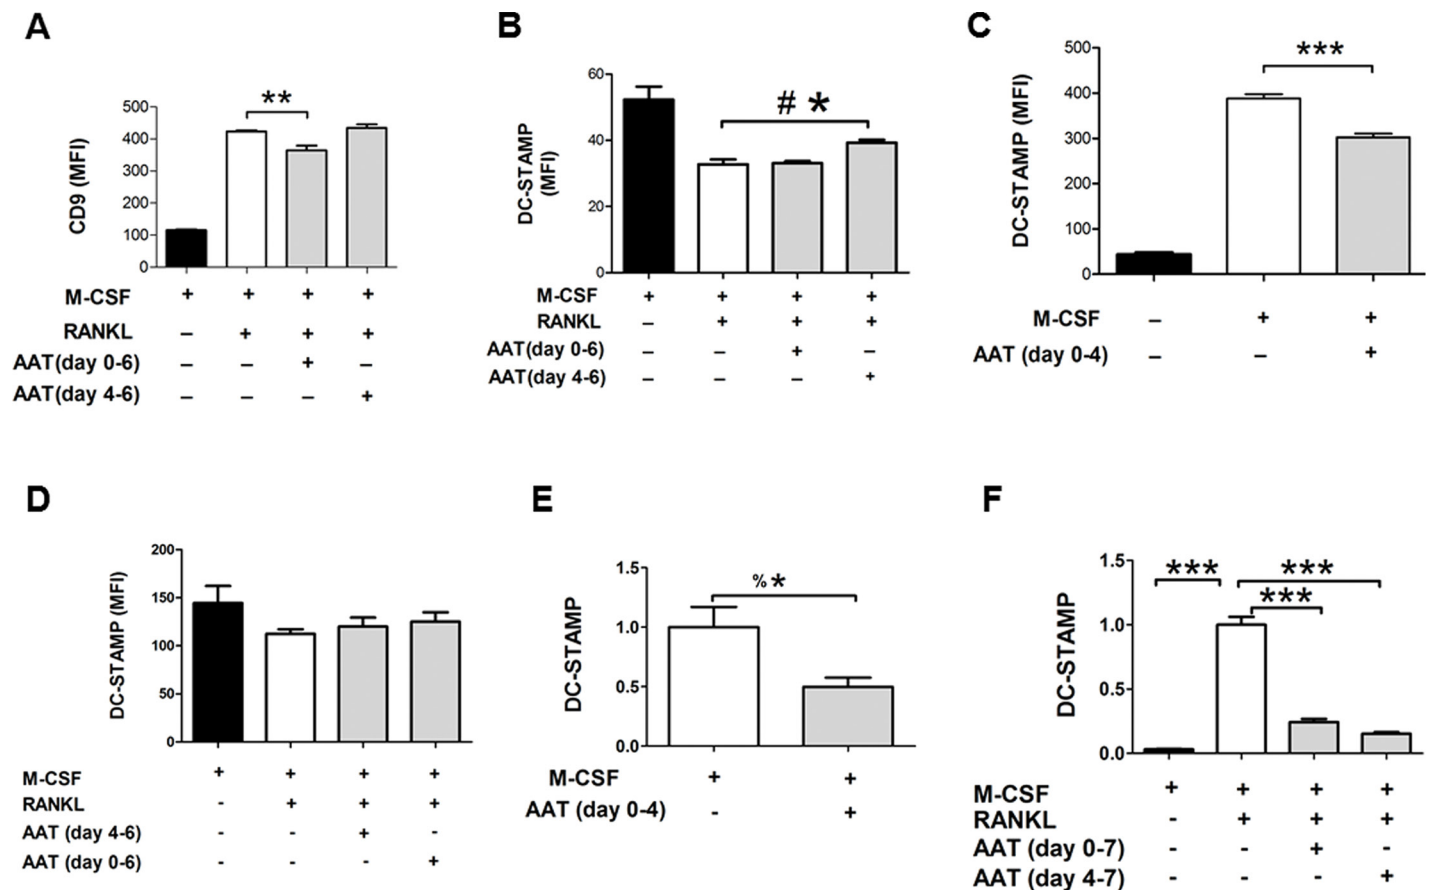 A
CD9 (MFI)
500
400
300
200
100
0
**
M-CSF + + + +
RANKL – + + +
AAT(day 0-6) – – + –
AAT(day 4-6) – – – +
B
DC-STAMP
(MFI)
60
40
20
0
# *
M-CSF + + + +
RANKL – + + +
AAT(day 0-6) – – + –
AAT(day 4-6) – – – +
C
DC-STAMP (MFI)
500
400
300
200
100
0
***
M-CSF – + +
AAT (day 0-4) – – +
D
DC-STAMP (MFI)
200
150
100
50
0
M-CSF + + + +
RANKL - + + +
AAT (day 4-6) - - + -
AAT (day 0-6) - - - +
E
DC-STAMP
1.5
1.0
0.5
0.0
% *
M-CSF + +
AAT (day 0-4) - +
F
DC-STAMP
1.5
1.0
0.5
0.0
*** ***
***
M-CSF + + + +
RANKL - + + +
AAT (day 0-7) - - + -
AAT (day 4-7) - - - +